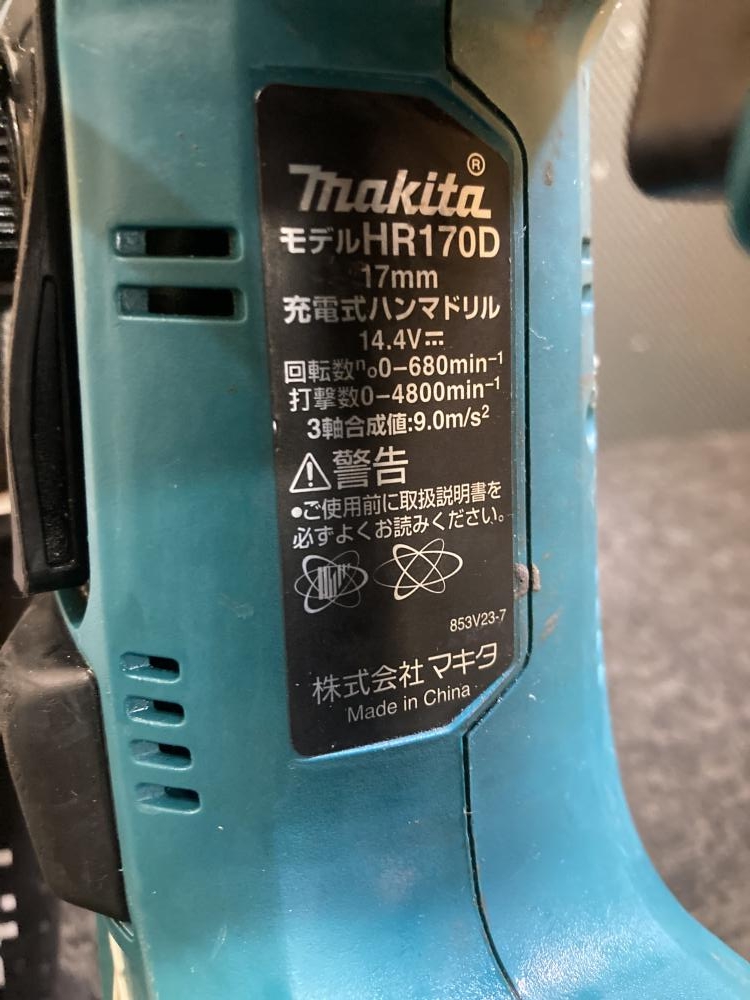 makita®
モデルHR170D
17mm
充電式ハンマドリル
14.4V⎓
回転数n₀0-680min⁻¹
打撃数0-4800min⁻¹
3軸合成値:9.0m/s²
⚠警告
●ご使用前に取扱説明書を
必ずよくお読みください。
853V23-7
株式会社マキタ
Made in China